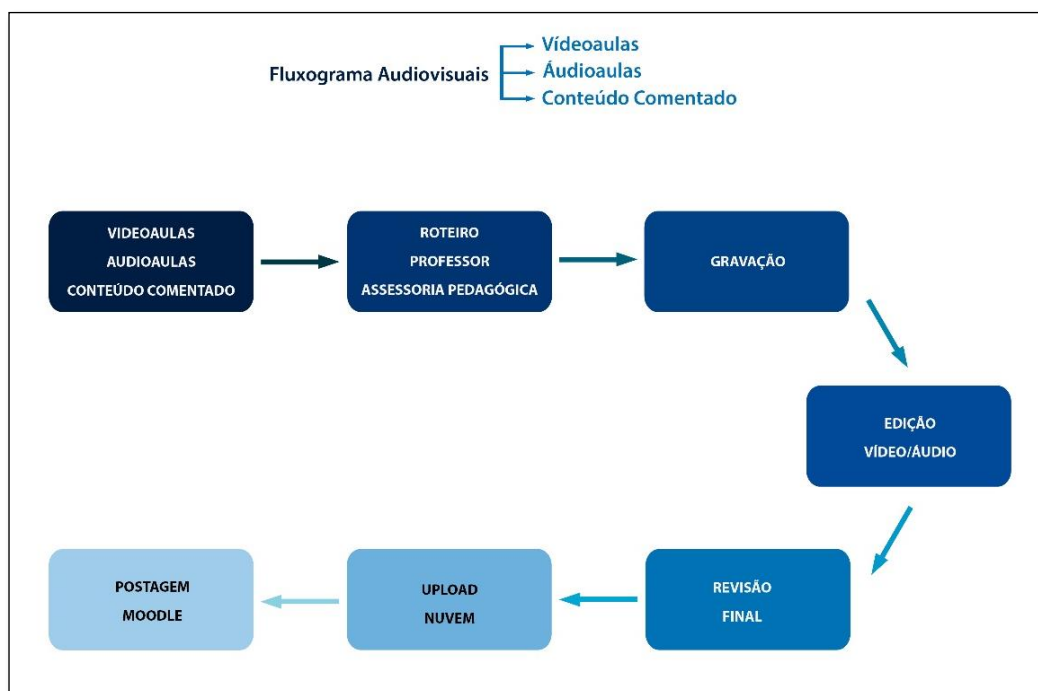 Fluxograma Audiovisuais
Vídeoaulas
Áudioaulas
Conteúdo Comentado
VIDEOAULAS
AUDIOAULAS
CONTEÚDO COMENTADO
ROTEIRO
PROFESSOR
ASSESSORIA PEDAGÓGICA
GRAVAÇÃO
EDIÇÃO
VÍDEO/ÁUDIO
REVISÃO
FINAL
UPLOAD
NUVEM
POSTAGEM
MOODLE